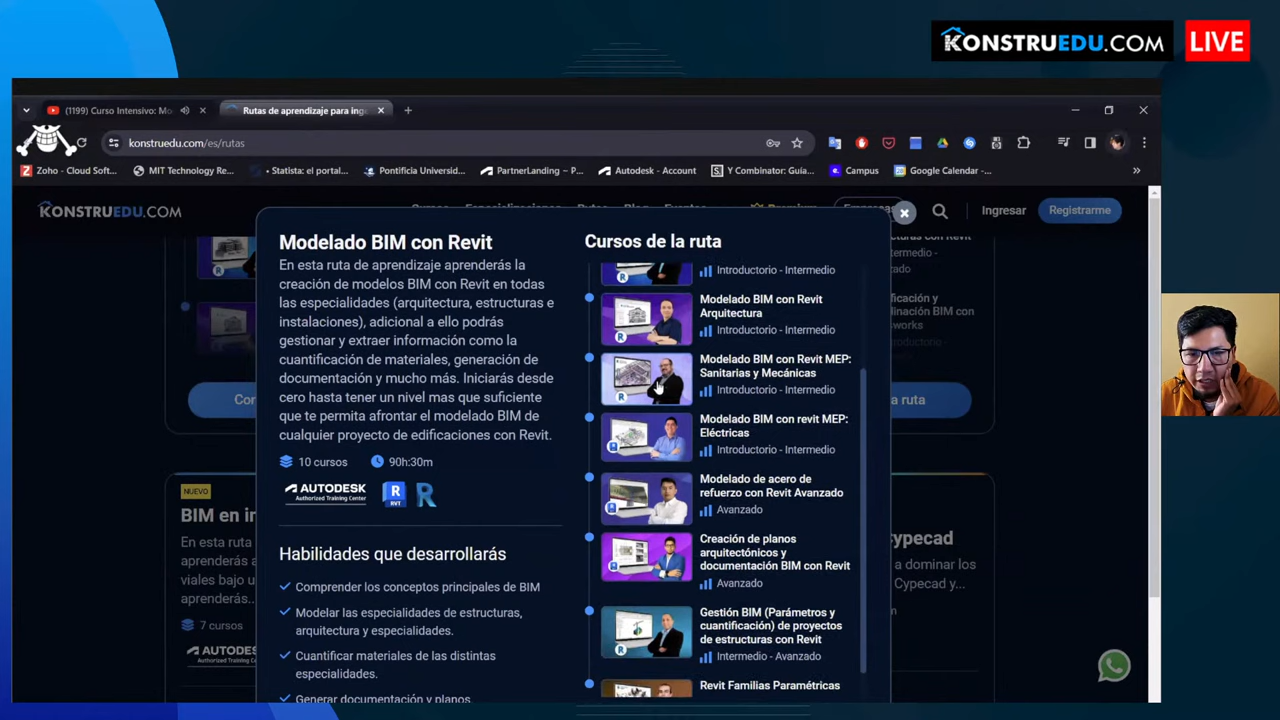 KONSTRUEDU.COM LIVE
(1199) Curso Intensivo: Mo
Rutas de aprendizaje para inge
konstruedu.com/es/rutas
Zoho - Cloud Soft...
MIT Technology Re...
Statista: el portal...
Pontificia Universid...
PartnerLanding – P...
Autodesk - Account
Y Combinator: Guía...
Campus
Google Calendar -...
KONSTRUEDU.COM
Ingresar
Registrarme
Modelado BIM con Revit
En esta ruta de aprendizaje aprenderás la
creación de modelos BIM con Revit en todas
las especialidades (arquitectura, estructuras e
instalaciones), adicional a ello podrás
gestionar y extraer información como la
cuantificación de materiales, generación de
documentación y mucho más. Iniciarás desde
cero hasta tener un nivel mas que suficiente
que te permita afrontar el modelado BIM de
cualquier proyecto de edificaciones con Revit.
10 cursos
90h:30m
AUTODESK
Authorized Training Center
R
RVT
R
Habilidades que desarrollarás
Comprender los conceptos principales de BIM
Modelar las especialidades de estructuras,
arquitectura y especialidades.
Cuantificar materiales de las distintas
especialidades.
Generar documentación y planos
Cursos de la ruta
Introductorio - Intermedio
Modelado BIM con Revit
Arquitectura
Introductorio - Intermedio
Modelado BIM con Revit MEP:
Sanitarias y Mecánicas
Introductorio - Intermedio
Modelado BIM con revit MEP:
Eléctricas
Introductorio - Intermedio
Modelado de acero de
refuerzo con Revit Avanzado
Avanzado
Creación de planos
arquitectónicos y
documentación BIM con Revit
Avanzado
Gestión BIM (Parámetros y
cuantificación) de proyectos
de estructuras con Revit
Intermedio - Avanzado
Revit Familias Paramétricas
NUEVO
BIM en in
En esta ruta
aprenderás a
viales bajo u
aprenderás..
7 cursos
AUTODES
Authorized Trainin
a ruta
ypecad
a a dominar los
Cypecad y...